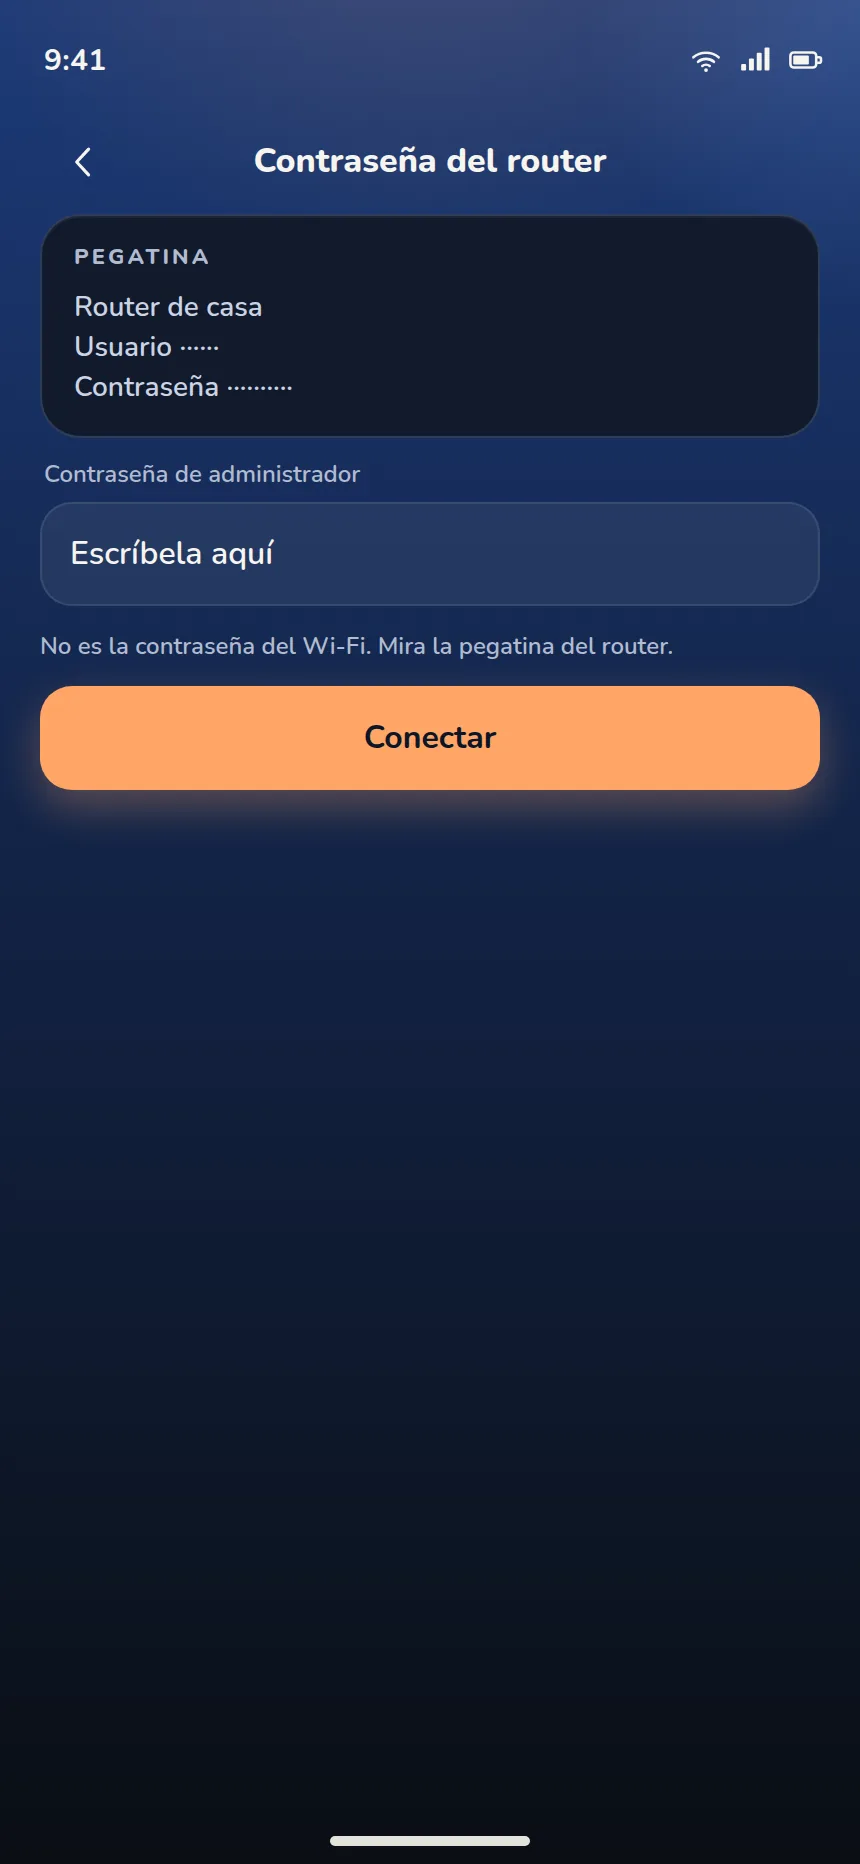 9:41
Contraseña del router
PEGATINA
Router de casa
Usuario ······
Contraseña ··········
Contraseña de administrador
Escríbela aquí
No es la contraseña del Wi-Fi. Mira la pegatina del router.
Conectar